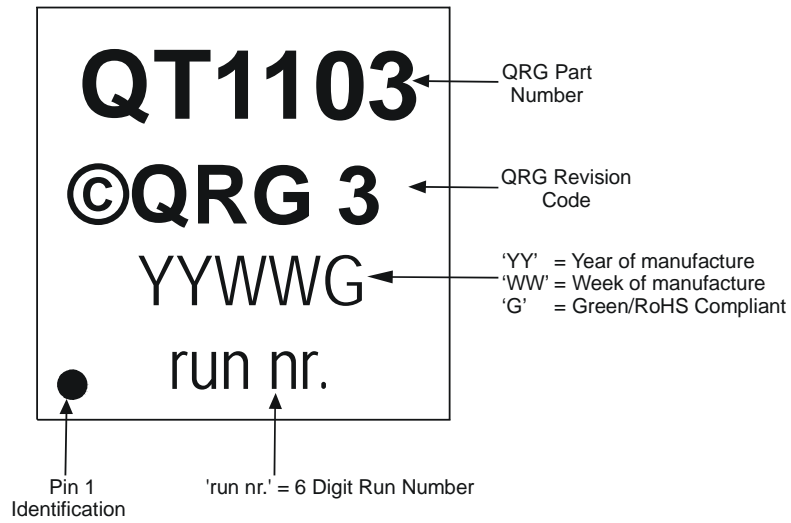 QT1103
QRG Part
Number
©QRG 3
QRG Revision
Code
YYWWG
‘YY’ = Year of manufacture
‘WW’ = Week of manufacture
‘G’ = Green/RoHS Compliant
run nr.
Pin 1
Identification
'run nr.' = 6 Digit Run Number